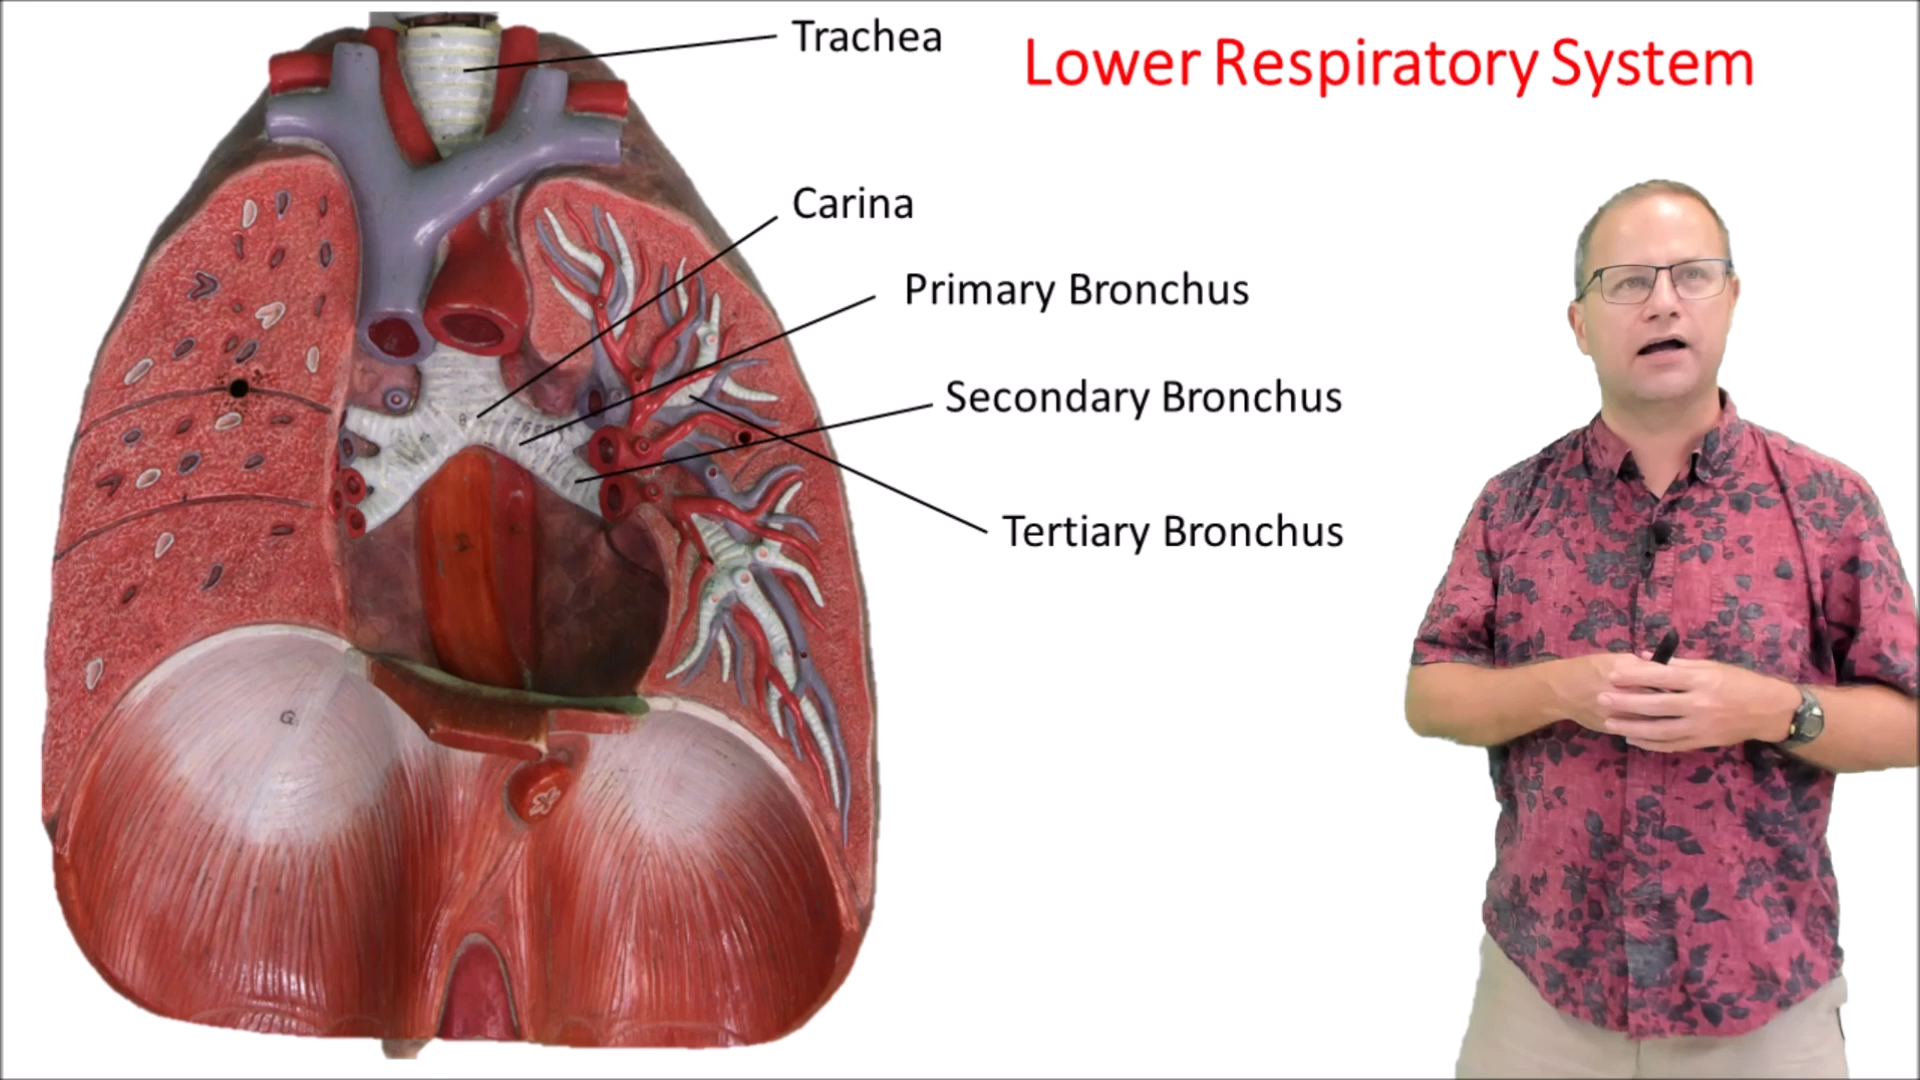 Trachea
Lower Respiratory System
Carina
Primary Bronchus
Secondary Bronchus
Tertiary Bronchus